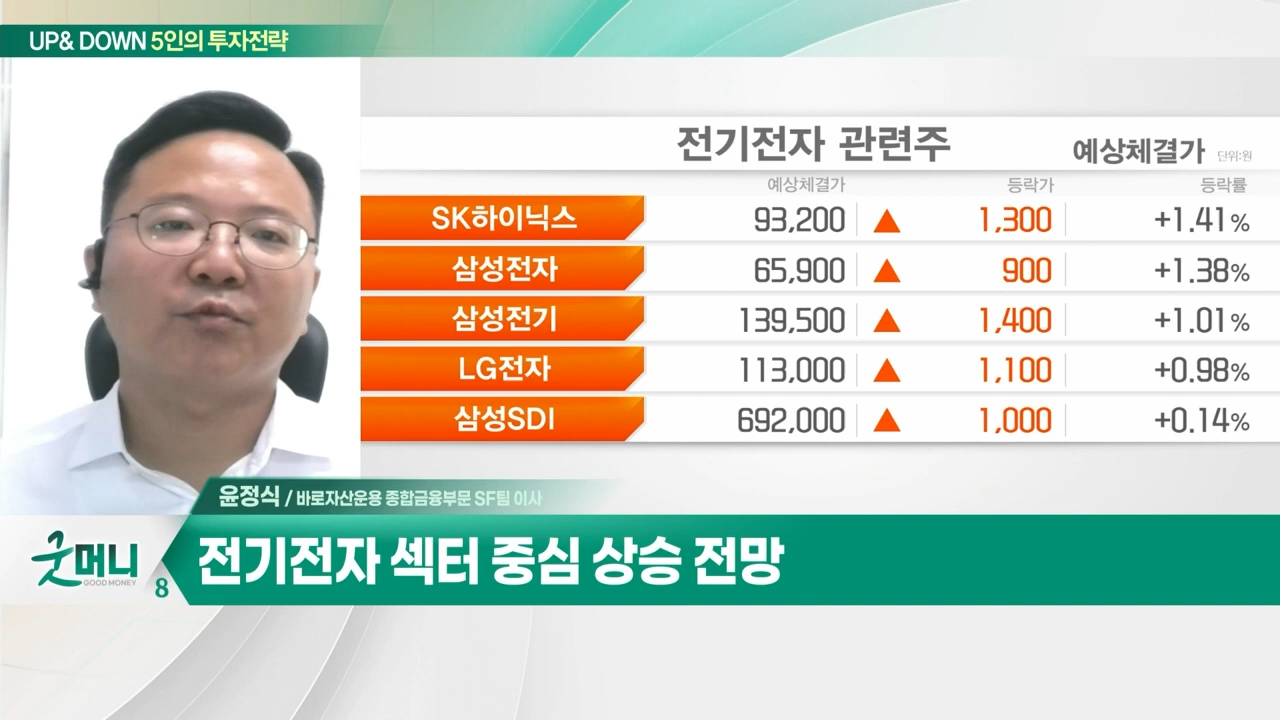 UP& DOWN 5인의 투자전략
전기전자 관련주 예상체결가 단위:원
예상체결가 등락가 등락률
SK하이닉스 93,200 ▲ 1,300 +1.41%
삼성전자 65,900 ▲ 900 +1.38%
삼성전기 139,500 ▲ 1,400 +1.01%
LG전자 113,000 ▲ 1,100 +0.98%
삼성SDI 692,000 ▲ 1,000 +0.14%
윤정식 / 바로자산운용 종합금융부문 SF팀 이사
굿머니
GOOD MONEY
8
전기전자 섹터 중심 상승 전망